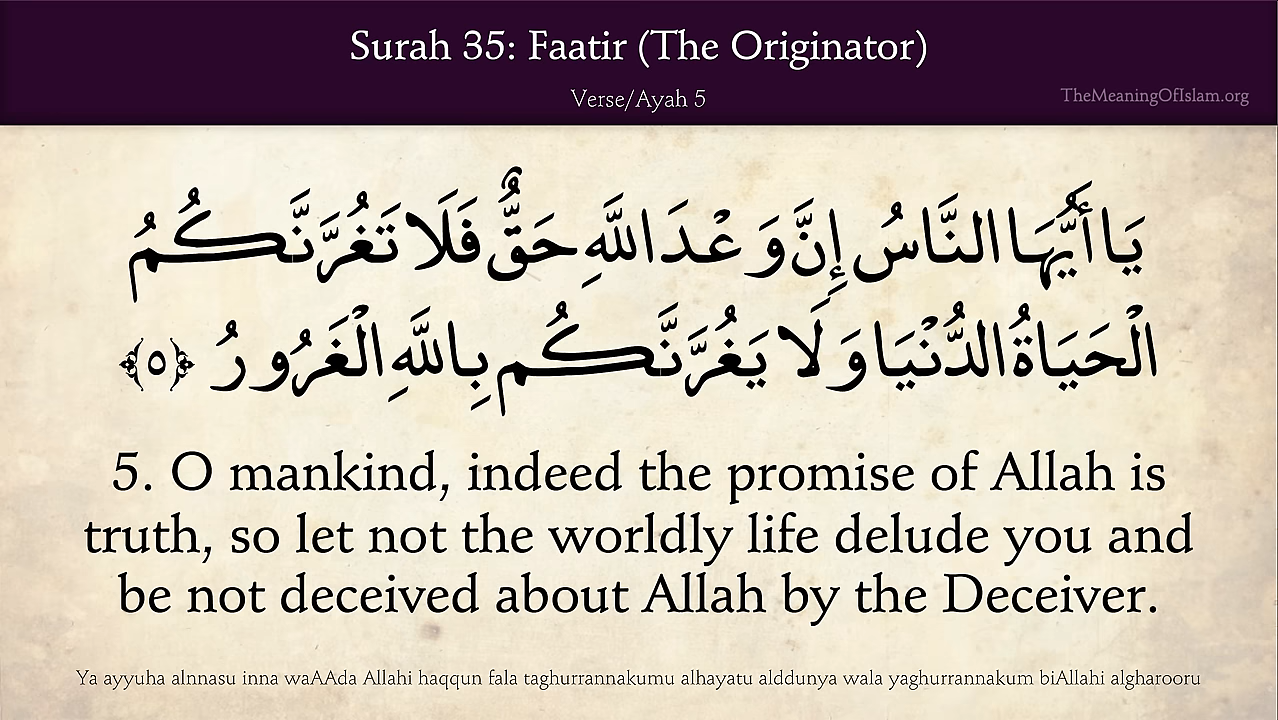 Surah 35: Faatir (The Originator)
Verse/Ayah 5
TheMeaningOfIslam.org
يَا أَيُّهَا النَّاسُ إِنَّ وَعْدَ اللَّهِ حَقٌّ فَلَا تَغُرَّنَّكُمُ
الْحَيَاةُ الدُّنْيَا وَلَا يَغُرَّنَّكُم بِاللَّهِ الْغَرُورُ ﴿٥﴾
5. O mankind, indeed the promise of Allah is
truth, so let not the worldly life delude you and
be not deceived about Allah by the Deceiver.
Ya ayyuha alnnasu inna waAAda Allahi haqqun fala taghurrannakumu alhayatu alddunya wala yaghurrannakum biAllahi algharooru